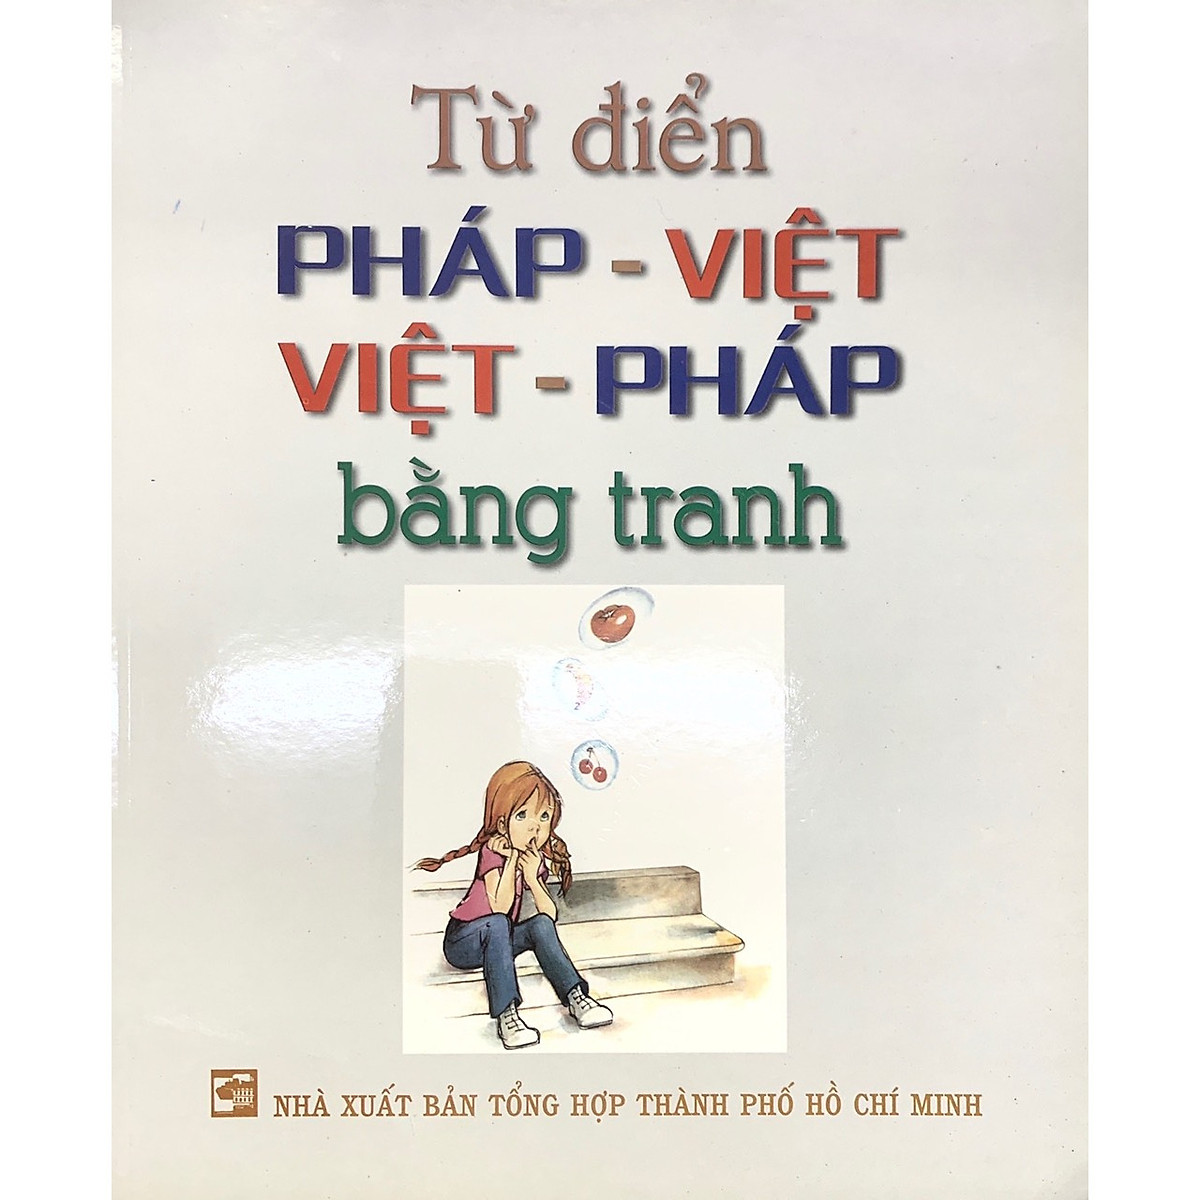 Từ điển
PHÁP - VIỆT
VIỆT - PHÁP
bằng tranh
NHÀ XUẤT BẢN TỔNG HỢP THÀNH PHỐ HỒ CHÍ MINH